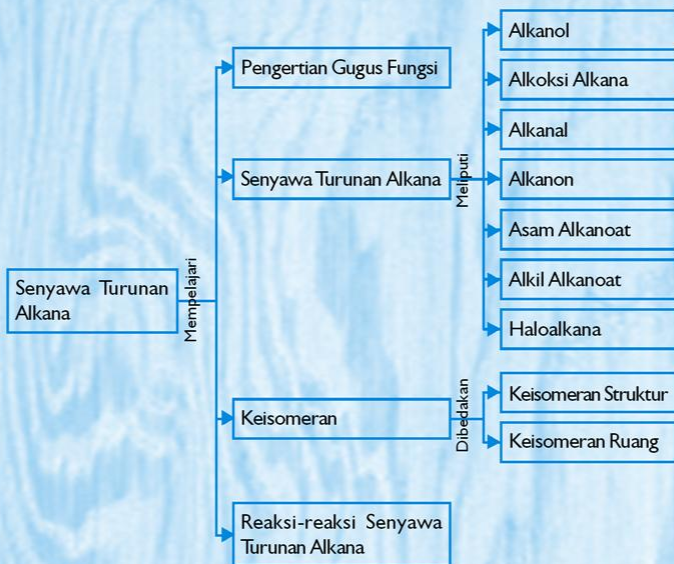 Senyawa Turunan
Alkana
Mempelajari
Pengertian Gugus Fungsi
Senyawa Turunan Alkana
Meliputi
Alkanol
Alkoksi Alkana
Alkanal
Alkanon
Asam Alkanoat
Alkil Alkanoat
Haloalkana
Keisomeran
Dibedakan
Keisomeran Struktur
Keisomeran Ruang
Reaksi-reaksi Senyawa
Turunan Alkana